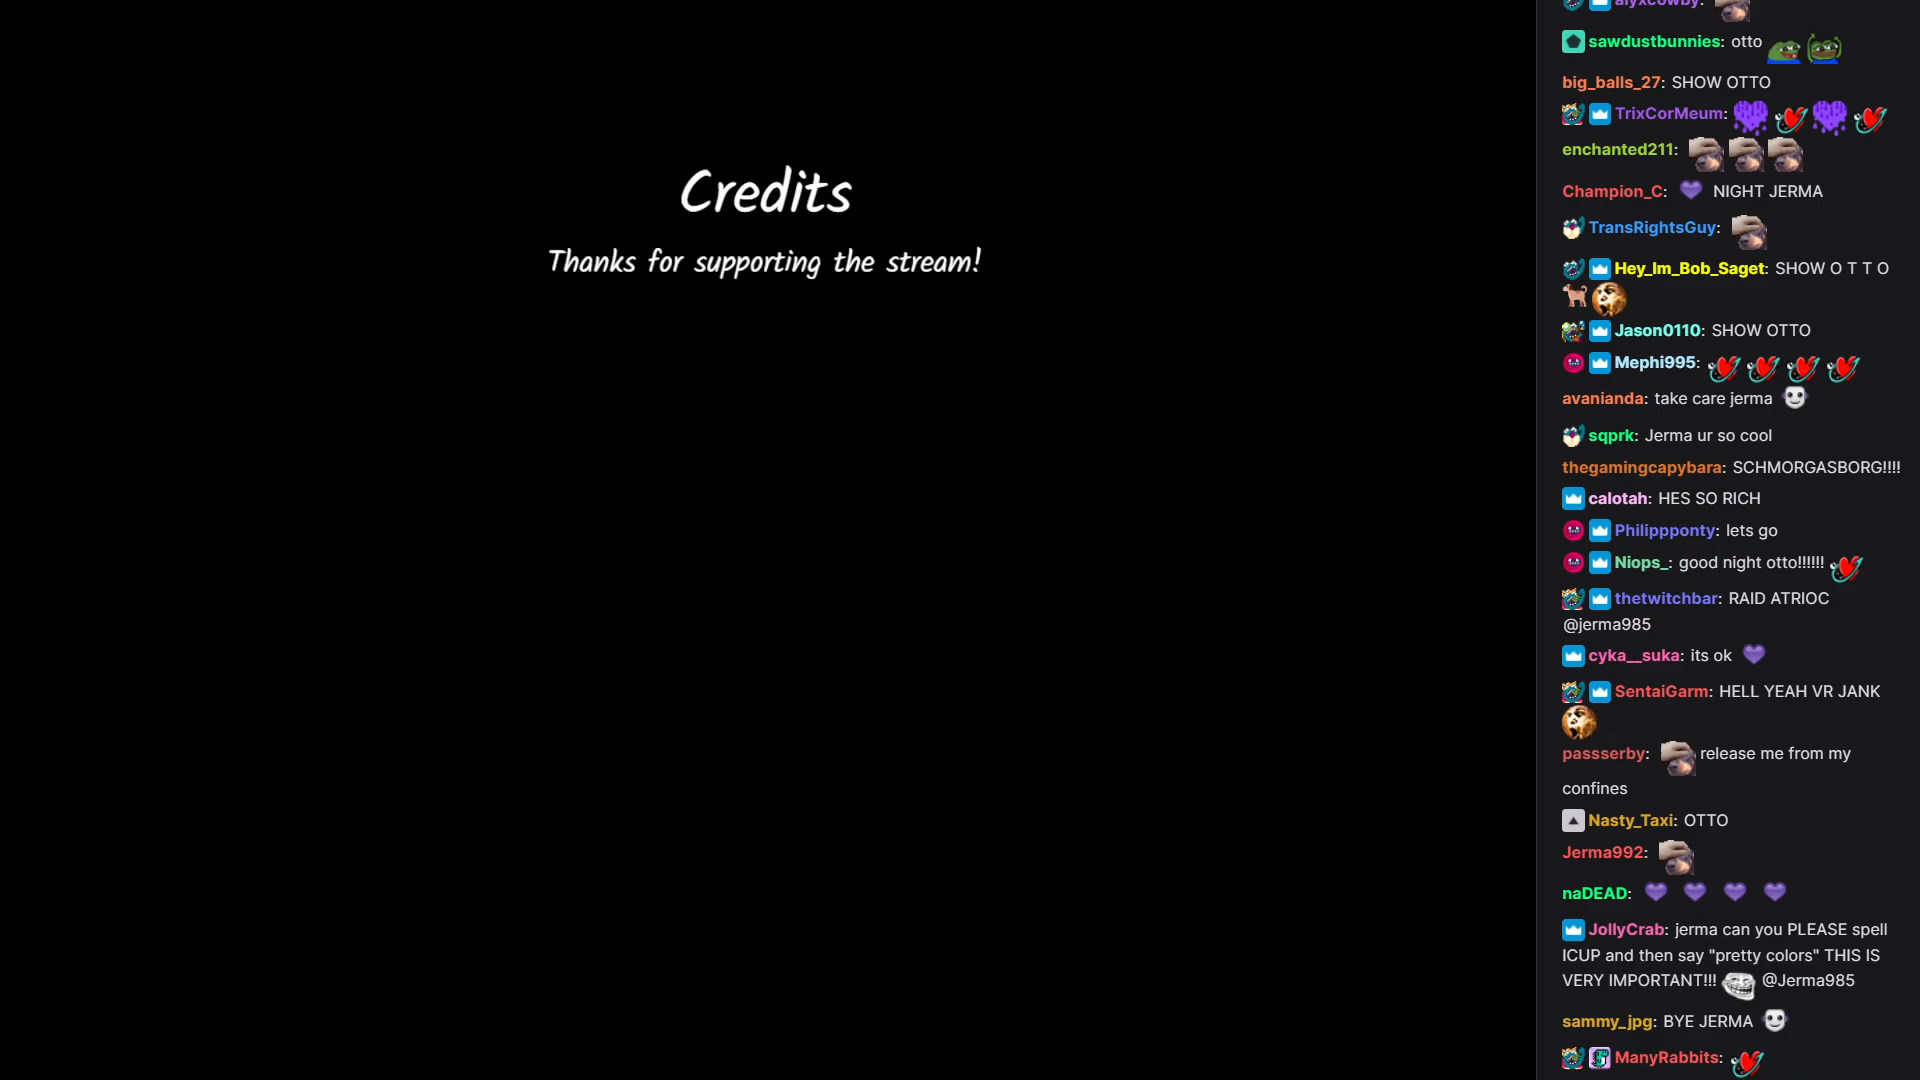 Credits
Thanks for supporting the stream!
alyxcowby:
sawdustbunnies: otto
big_balls_27: SHOW OTTO
TrixCorMeum:
enchanted211:
Champion_C: NIGHT JERMA
TransRightsGuy:
Hey_Im_Bob_Saget: SHOW O T T O
Jason0110: SHOW OTTO
Mephi995:
avanianda: take care jerma
sqprk: Jerma ur so cool
thegamingcapybara: SCHMORGASBORG!!!!
calotah: HES SO RICH
Philippponty: lets go
Niops_: good night otto!!!!!!
thetwitchbar: RAID ATRIOC
@jerma985
cyka__suka: its ok
SentaiGarm: HELL YEAH VR JANK
passserby: release me from my
confines
Nasty_Taxi: OTTO
Jerma992:
naDEAD:
JollyCrab: jerma can you PLEASE spell
ICUP and then say "pretty colors" THIS IS
VERY IMPORTANT!!! @Jerma985
sammy_jpg: BYE JERMA
ManyRabbits: